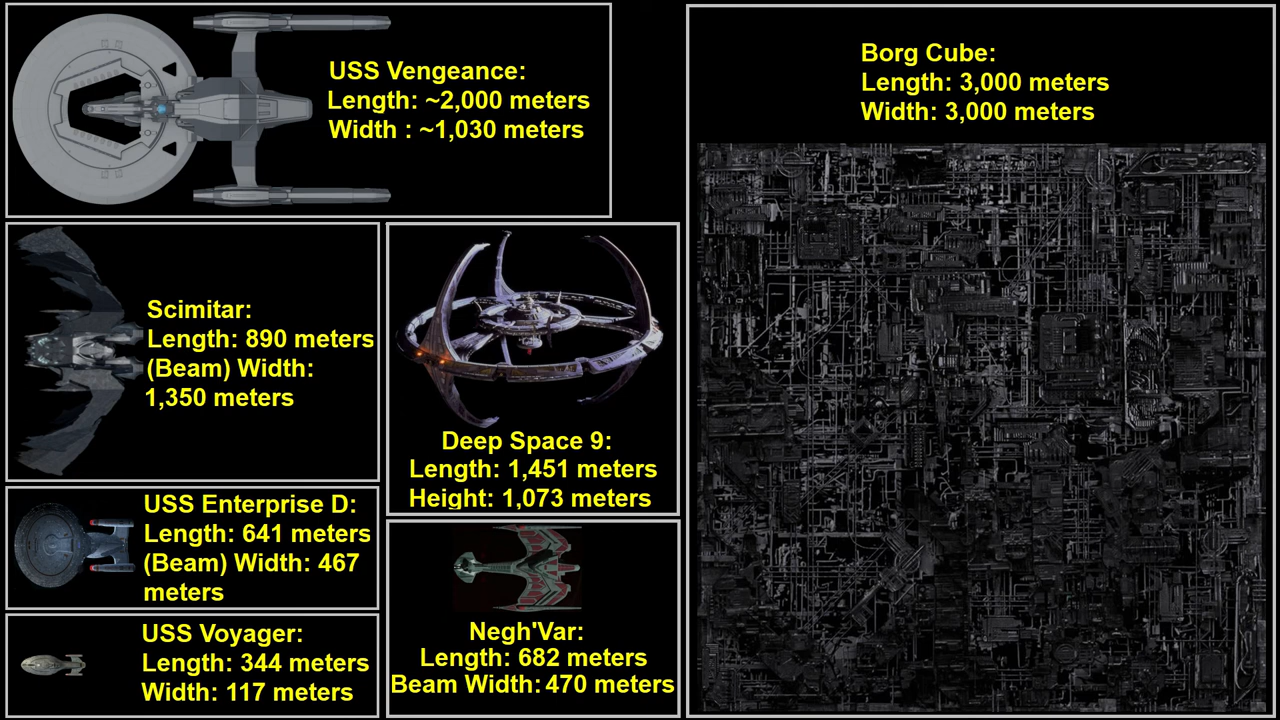 USS Vengeance:
Length: ~2,000 meters
Width : ~1,030 meters
Borg Cube:
Length: 3,000 meters
Width: 3,000 meters
Scimitar:
Length: 890 meters
(Beam) Width:
1,350 meters
Deep Space 9:
Length: 1,451 meters
Height: 1,073 meters
USS Enterprise D:
Length: 641 meters
(Beam) Width: 467
meters
Negh'Var:
Length: 682 meters
Beam Width: 470 meters
USS Voyager:
Length: 344 meters
Width: 117 meters